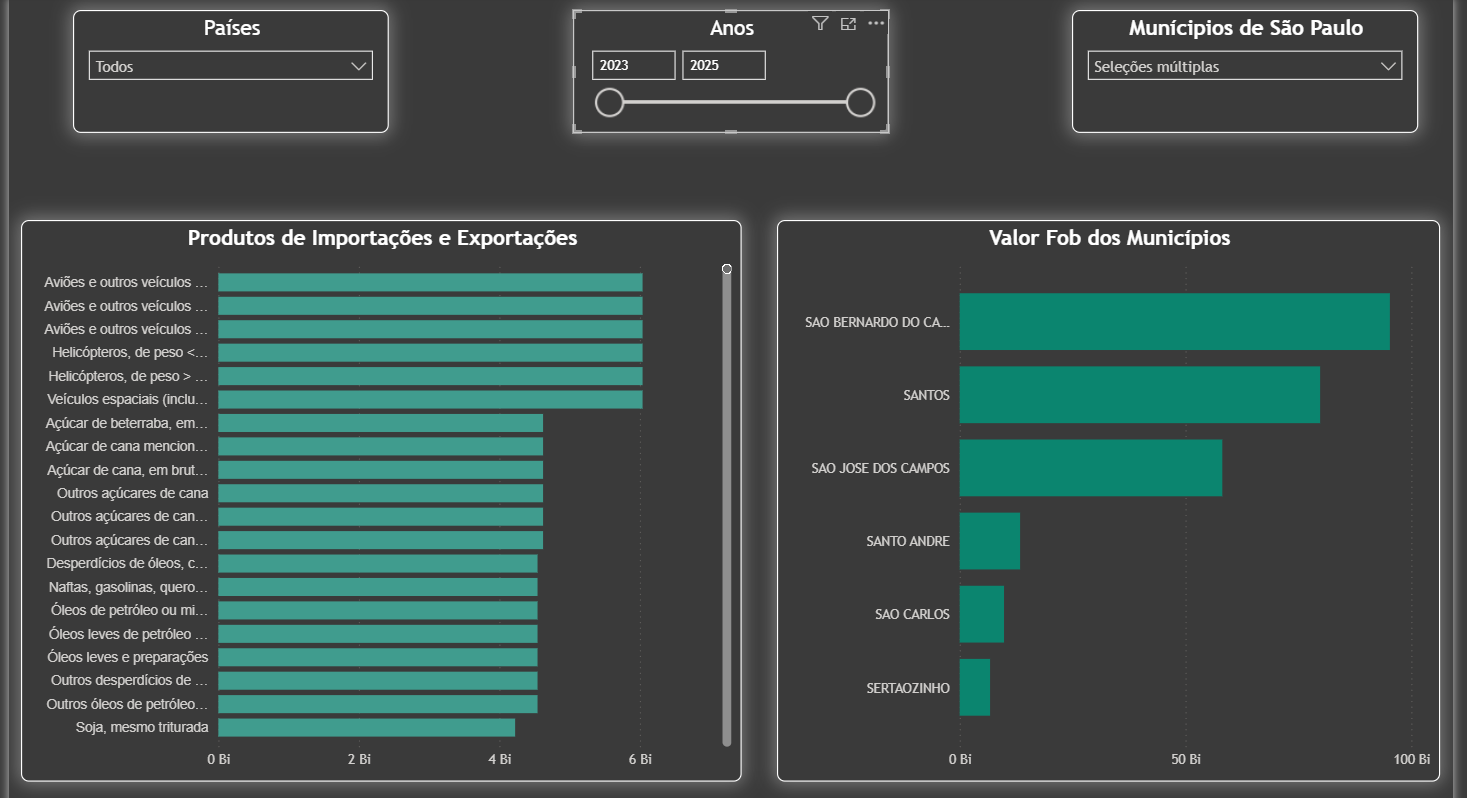 Países
Todos
Anos
2023
2025
Munícipios de São Paulo
Seleções múltiplas
Produtos de Importações e Exportações
Aviões e outros veículos ...
Aviões e outros veículos ...
Aviões e outros veículos ...
Helicópteros, de peso <...
Helicópteros, de peso > ...
Veículos espaciais (inclu...
Açúcar de beterraba, em...
Açúcar de cana mencion...
Açúcar de cana, em brut...
Outros açúcares de cana
Outros açúcares de can...
Outros açúcares de can...
Desperdícios de óleos, c...
Naftas, gasolinas, quero...
Óleos de petróleo ou mi...
Óleos leves de petróleo ...
Óleos leves e preparações
Outros desperdícios de ...
Outros óleos de petróleo...
Soja, mesmo triturada
0 Bi
2 Bi
4 Bi
6 Bi
Valor Fob dos Municípios
SAO BERNARDO DO CA...
SANTOS
SAO JOSE DOS CAMPOS
SANTO ANDRE
SAO CARLOS
SERTAOZINHO
0 Bi
50 Bi
100 Bi